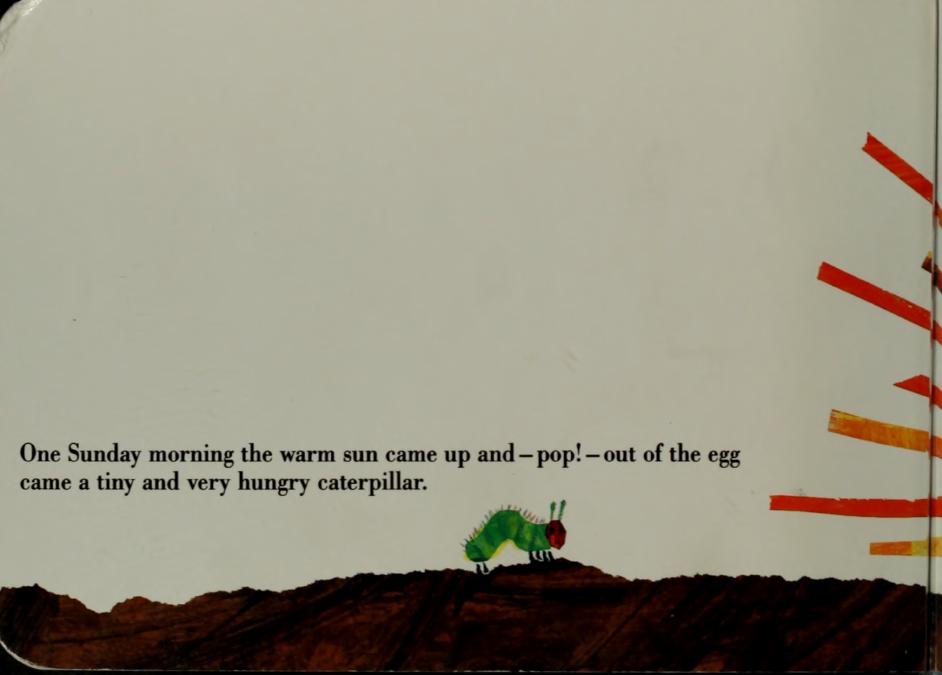 One Sunday morning the warm sun came up and – pop! – out of the egg
came a tiny and very hungry caterpillar.